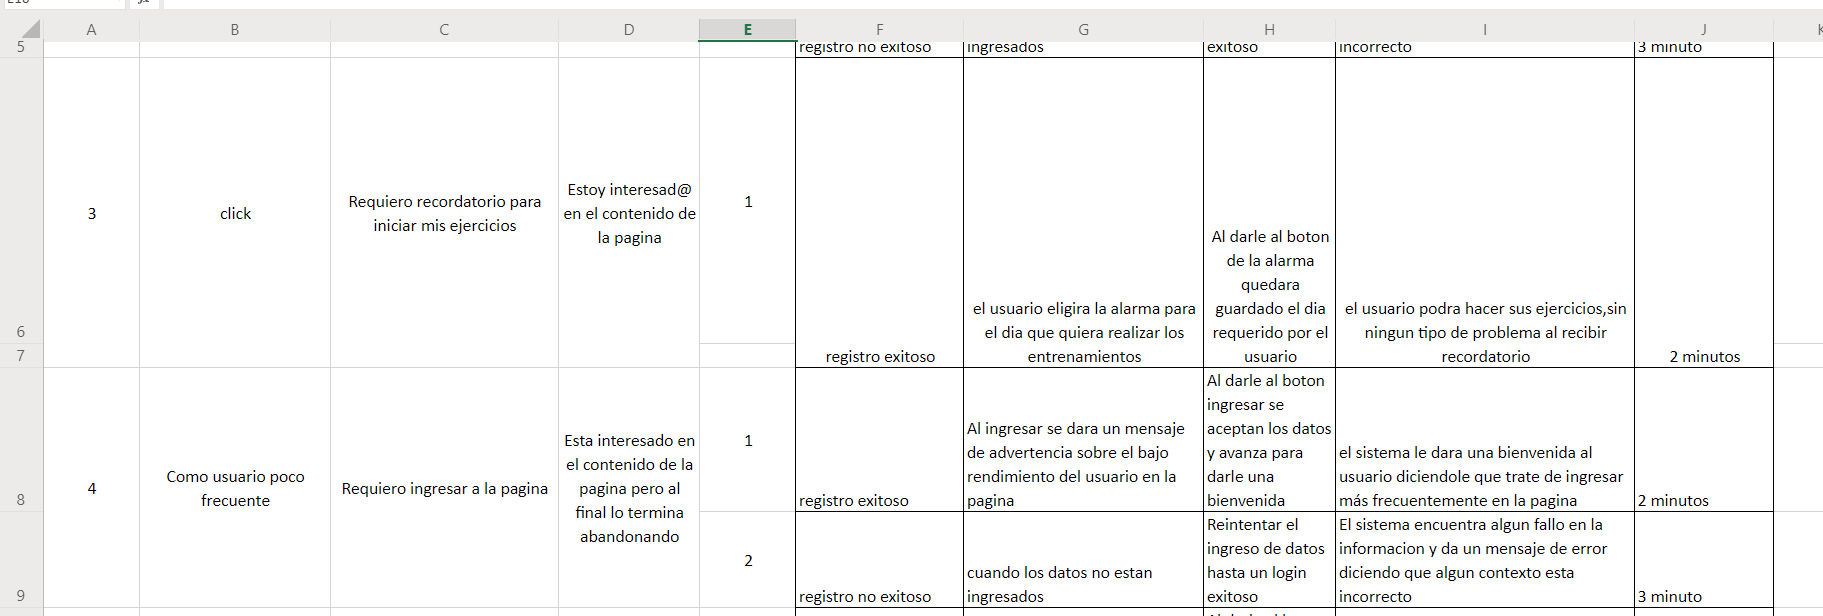 A B C D E F G H I J
5 registro no exitoso ingresados exitoso incorrecto 3 minuto
6
7
3
click
Requiero recordatorio para
iniciar mis ejercicios
Estoy interesad@
en el contenido de
la pagina
1
registro exitoso
el usuario eligira la alarma para
el dia que quiera realizar los
entrenamientos
Al darle al boton
de la alarma
quedara
guardado el dia
requerido por el
usuario
el usuario podra hacer sus ejercicios,sin
ningun tipo de problema al recibir
recordatorio
2 minutos
8
4
Como usuario poco
frecuente
Requiero ingresar a la pagina
Esta interesado en
el contenido de la
pagina pero al
final lo termina
abandonando
1
registro exitoso
Al ingresar se dara un mensaje
de advertencia sobre el bajo
rendimiento del usuario en la
pagina
Al darle al boton
ingresar se
aceptan los datos
y avanza para
darle una
bienvenida
el sistema le dara una bienvenida al
usuario diciendole que trate de ingresar
más frecuentemente en la pagina
2 minutos
9
2
registro no exitoso
cuando los datos no estan
ingresados
Reintentar el
ingreso de datos
hasta un login
exitoso
El sistema encuentra algun fallo en la
informacion y da un mensaje de error
diciendo que algun contexto esta
incorrecto
3 minuto